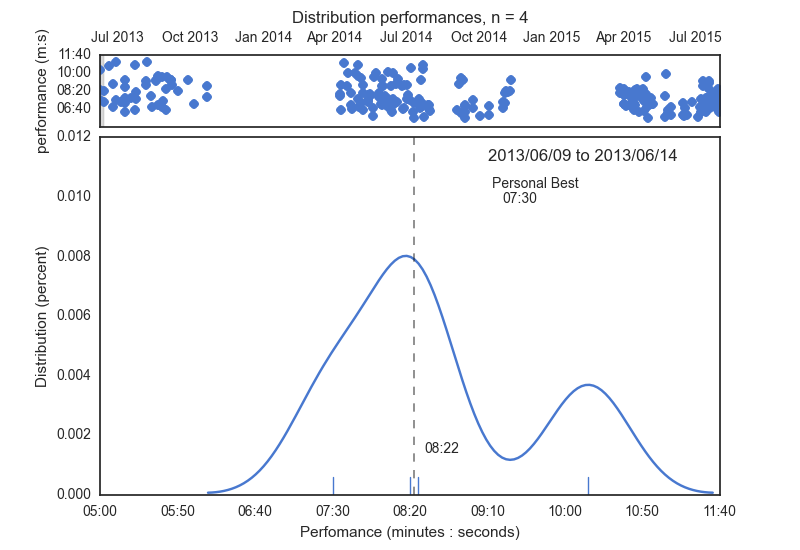 Distribution performances, n = 4
Jul 2013 Oct 2013 Jan 2014 Apr 2014 Jul 2014 Oct 2014 Jan 2015 Apr 2015 Jul 2015
performance (m:s)
11:40
10:00
08:20
06:40
Distribution (percent)
0.012
0.010
0.008
0.006
0.004
0.002
0.000
2013/06/09 to 2013/06/14
Personal Best
07:30
08:22
05:00 05:50 06:40 07:30 08:20 09:10 10:00 10:50 11:40
Perfomance (minutes : seconds)